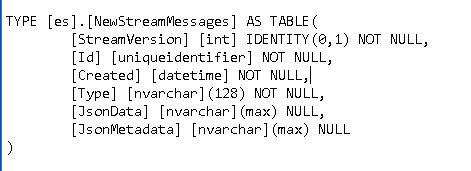 TYPE [es].[NewStreamMessages] AS TABLE(
[StreamVersion] [int] IDENTITY(0,1) NOT NULL,
[Id] [uniqueidentifier] NOT NULL,
[Created] [datetime] NOT NULL,
[Type] [nvarchar](128) NOT NULL,
[JsonData] [nvarchar](max) NULL,
[JsonMetadata] [nvarchar](max) NULL
)